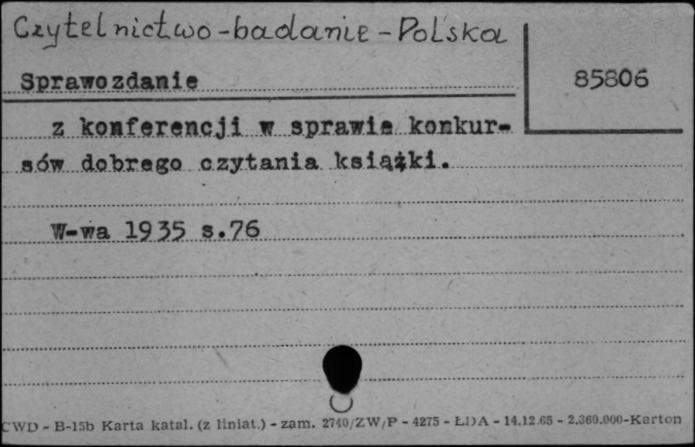 Czytelnictwo - badanie - Polska
Sprawozdanie
85806
z konferencji w sprawie konkur-
sów dobrego czytania książki.
W-wa 1935 s.76
CWD - B-15b Karta katal. (z liniat.) - zam. 2740/ZW/P - 4275 - ŁDA - 14.12.65 - 2.360.000-Karton